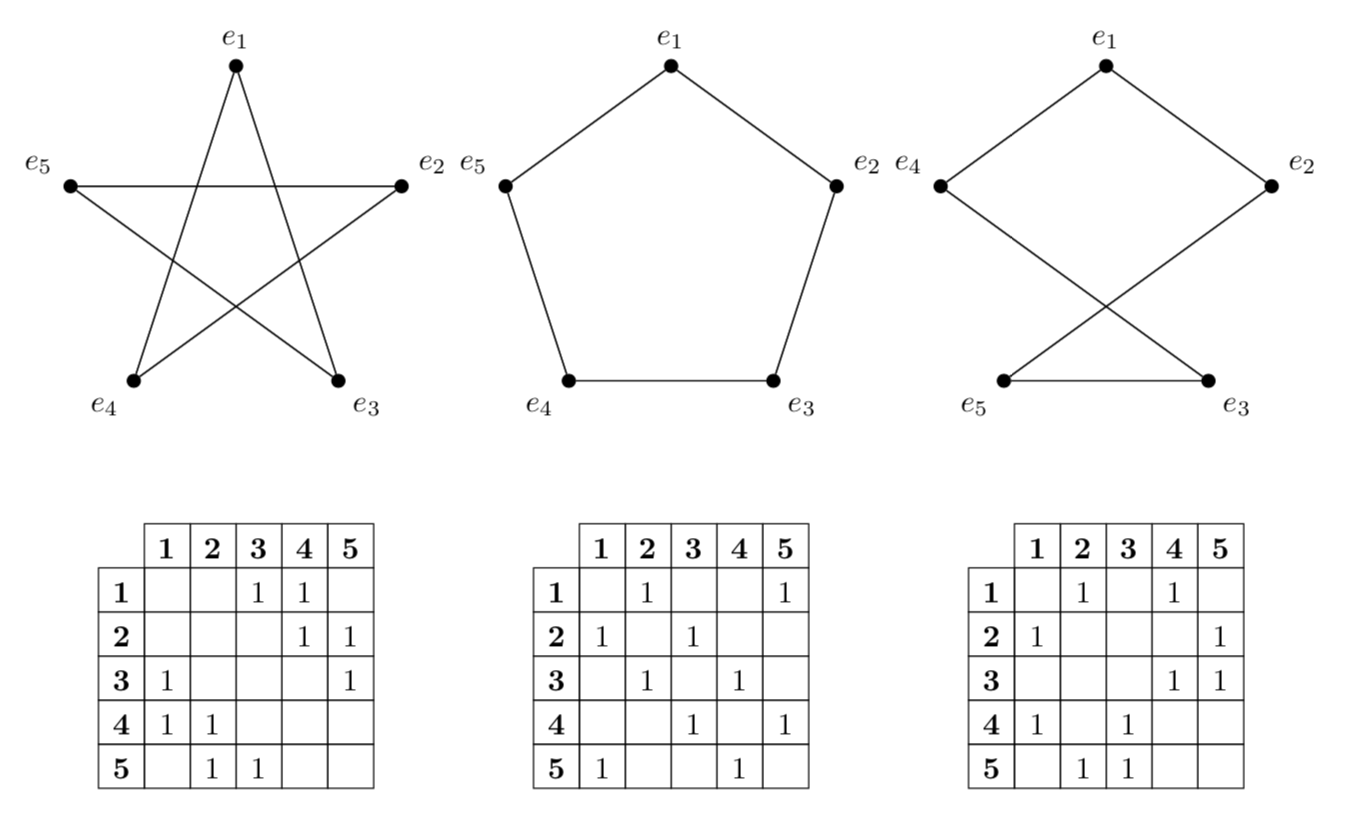 e₁ e₁ e₁
e₅ e₂ e₅ e₂ e₄ e₂
e₄ e₃ e₄ e₃ e₅ e₃
1 2 3 4 5 1 2 3 4 5 1 2 3 4 5
1 1 1 1 1 1 1 1 1
2 1 1 2 1 1 2 1 1
3 1 1 3 1 1 3 1 1
4 1 1 4 1 1 4 1 1
5 1 1 5 1 1 5 1 1